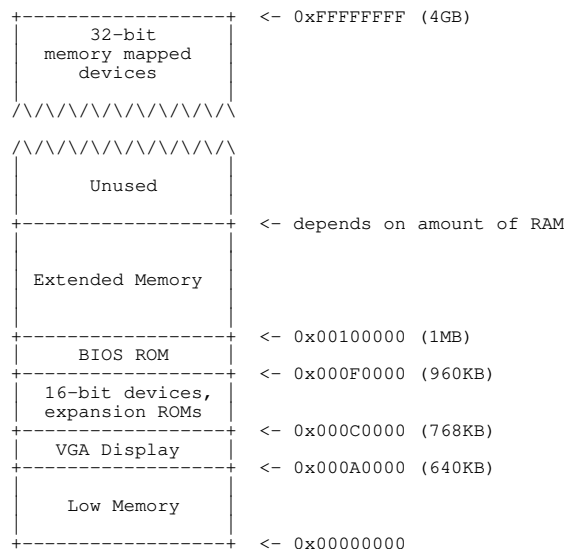 +------------------+ <- 0xFFFFFFFF (4GB)
| 32-bit |
| memory mapped |
| devices |
| |
/\/\/\/\/\/\/\/\/\/\
/\/\/\/\/\/\/\/\/\/\
| |
| Unused |
| |
+------------------+ <- depends on amount of RAM
| |
| |
| Extended Memory |
| |
| |
+------------------+ <- 0x00100000 (1MB)
| BIOS ROM |
+------------------+ <- 0x000F0000 (960KB)
| 16-bit devices, |
| expansion ROMs |
+------------------+ <- 0x000C0000 (768KB)
| VGA Display |
+------------------+ <- 0x000A0000 (640KB)
| |
| Low Memory |
| |
+------------------+ <- 0x00000000